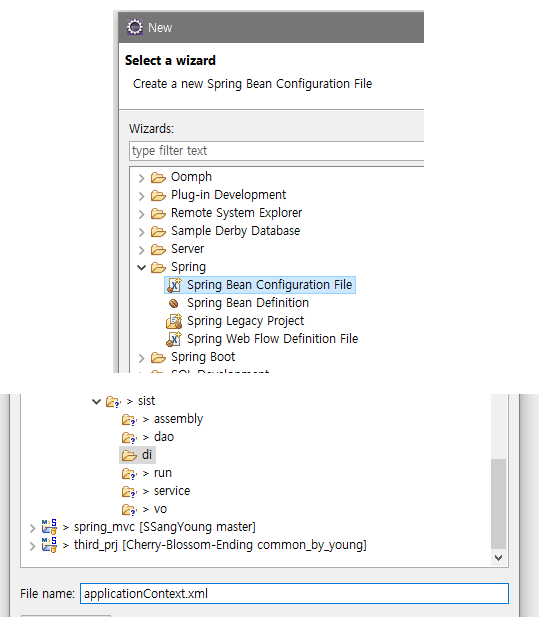 New
Select a wizard
Create a new Spring Bean Configuration File
Wizards:
type filter text
Oomph
Plug-in Development
Remote System Explorer
Sample Derby Database
Server
Spring
Spring Bean Configuration File
Spring Bean Definition
Spring Legacy Project
Spring Web Flow Definition File
Spring Boot
SQL Development
> sist
> assembly
> dao
di
> run
> service
> vo
> spring_mvc [SSangYoung master]
> third_prj [Cherry-Blossom-Ending common_by_young]
File name: applicationContext.xml